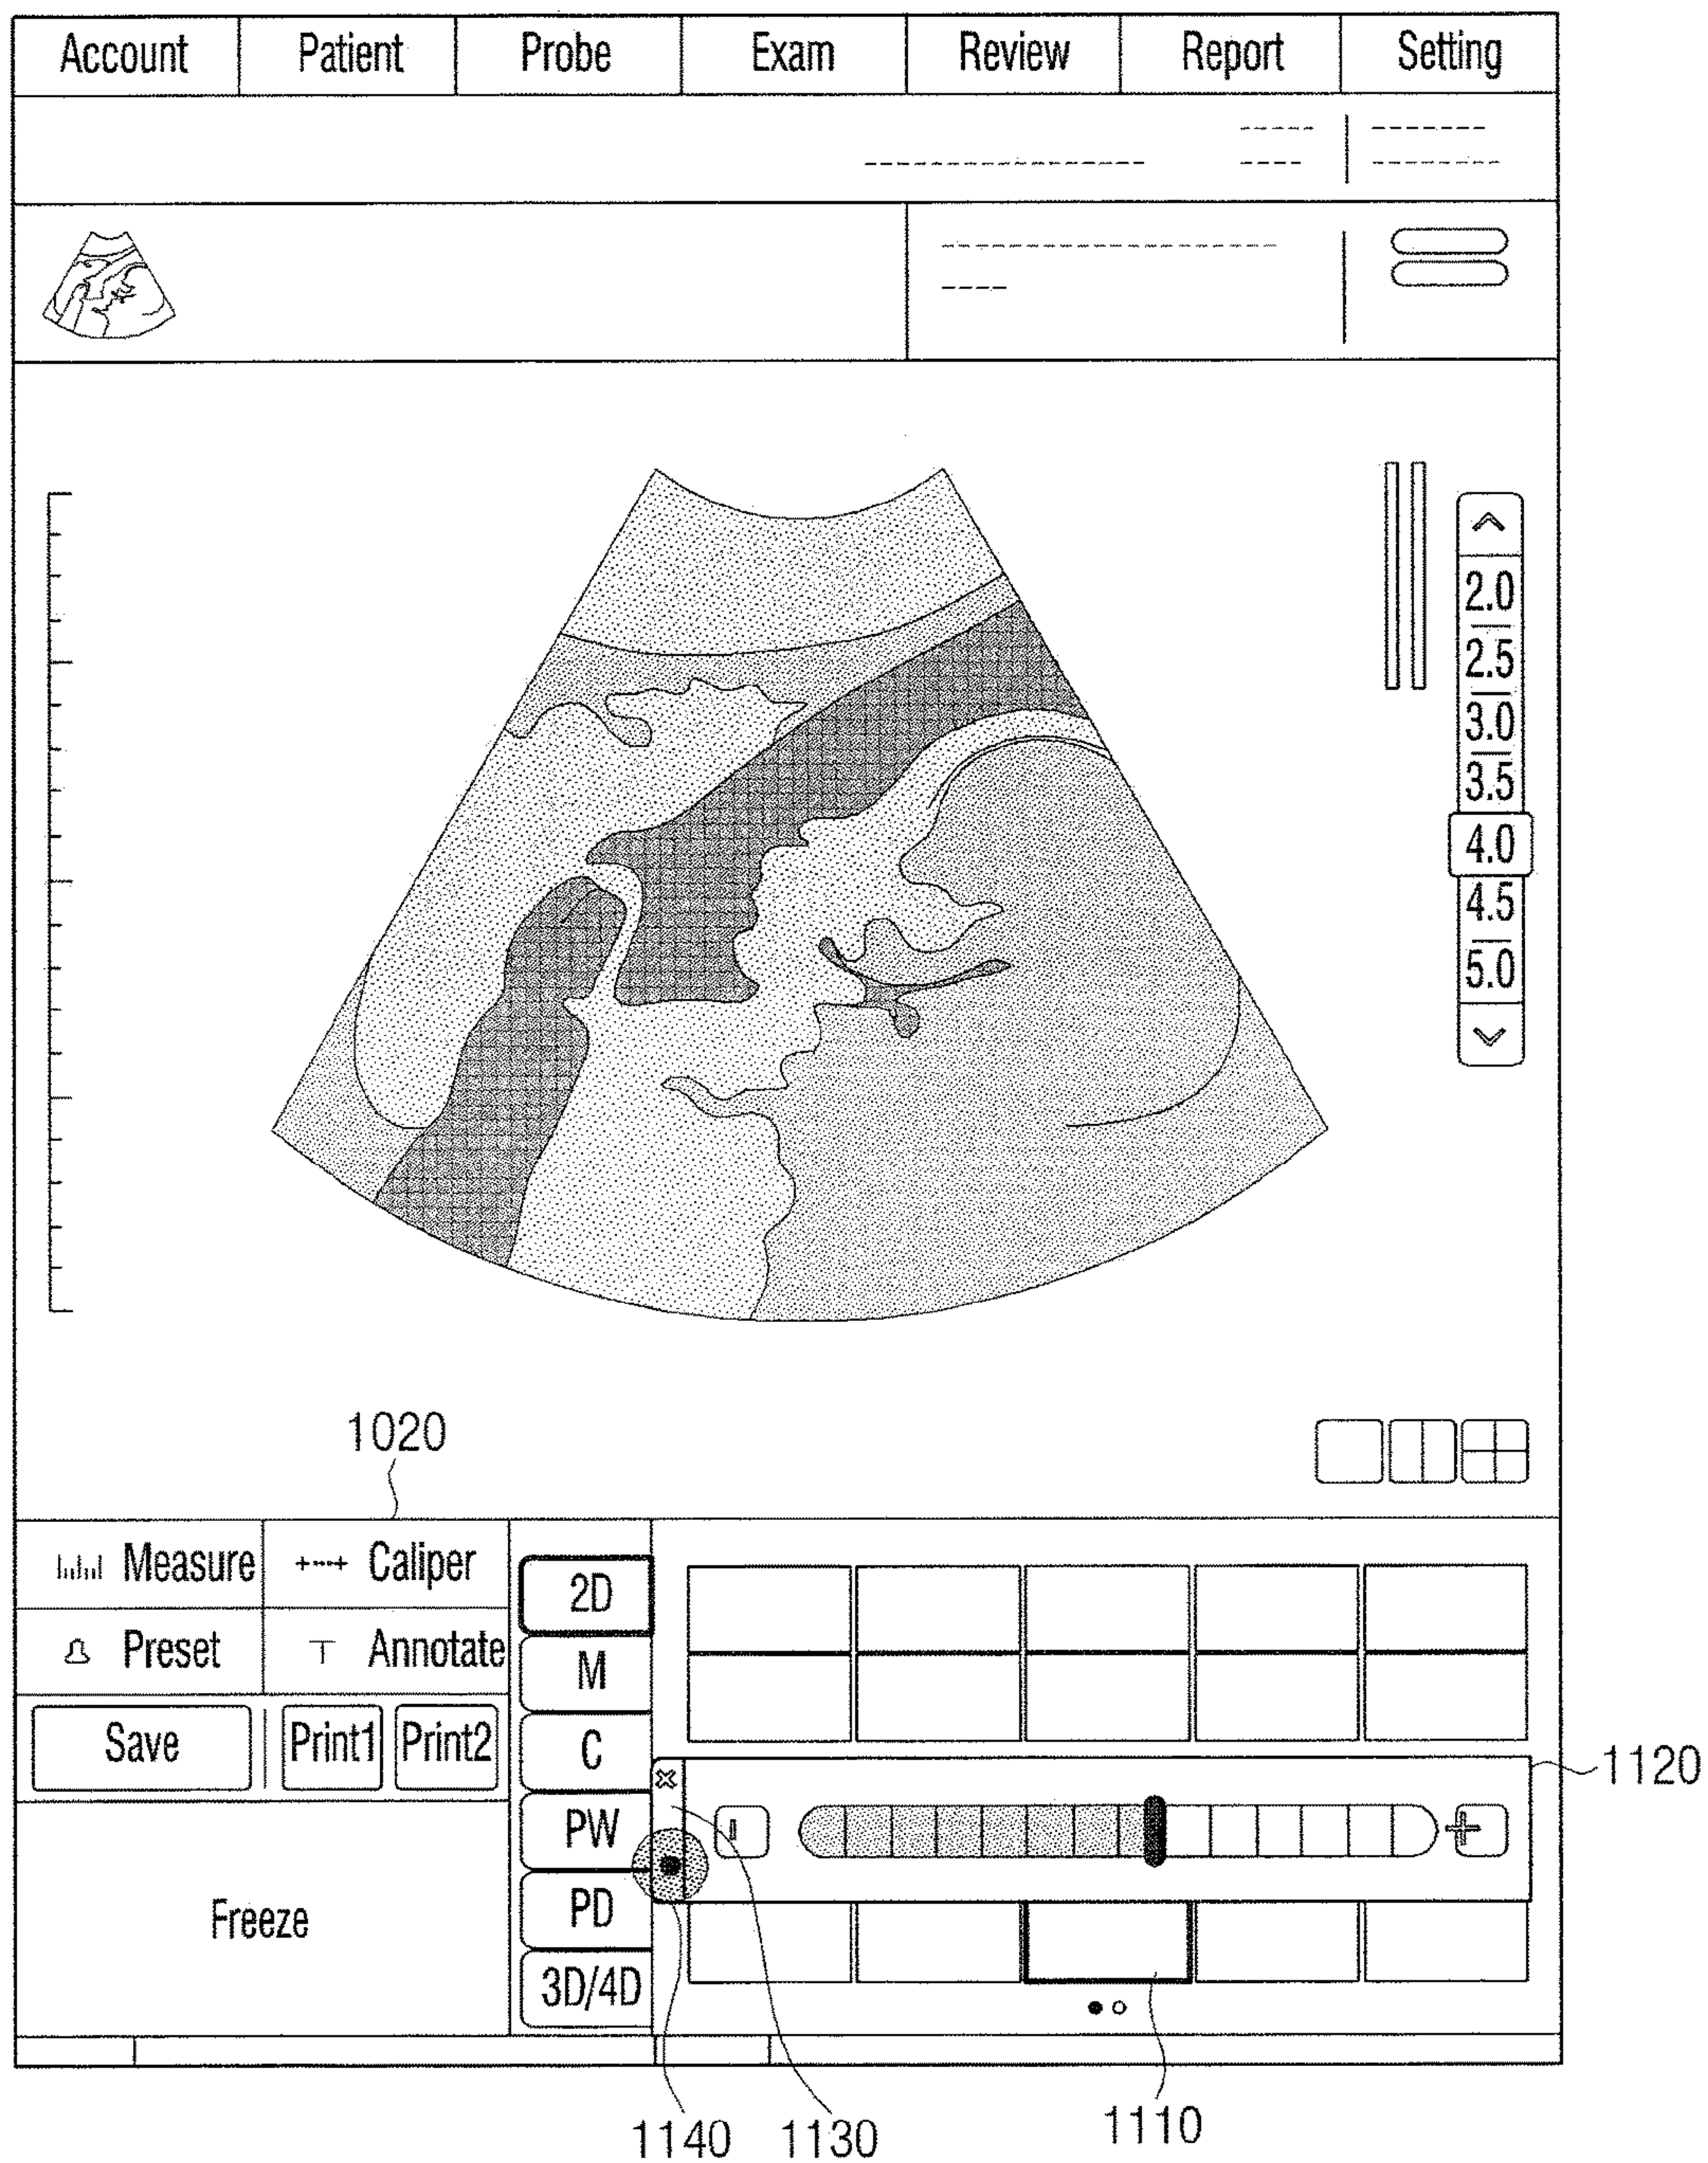 Account Patient Probe Exam Review Report Setting
2.0
2.5
3.0
3.5
4.0
4.5
5.0
1020
Measure Caliper
Preset Annotate
Save Print1 Print2
Freeze
2D
M
C
PW
PD
3D/4D
1120
1140 1130 1110